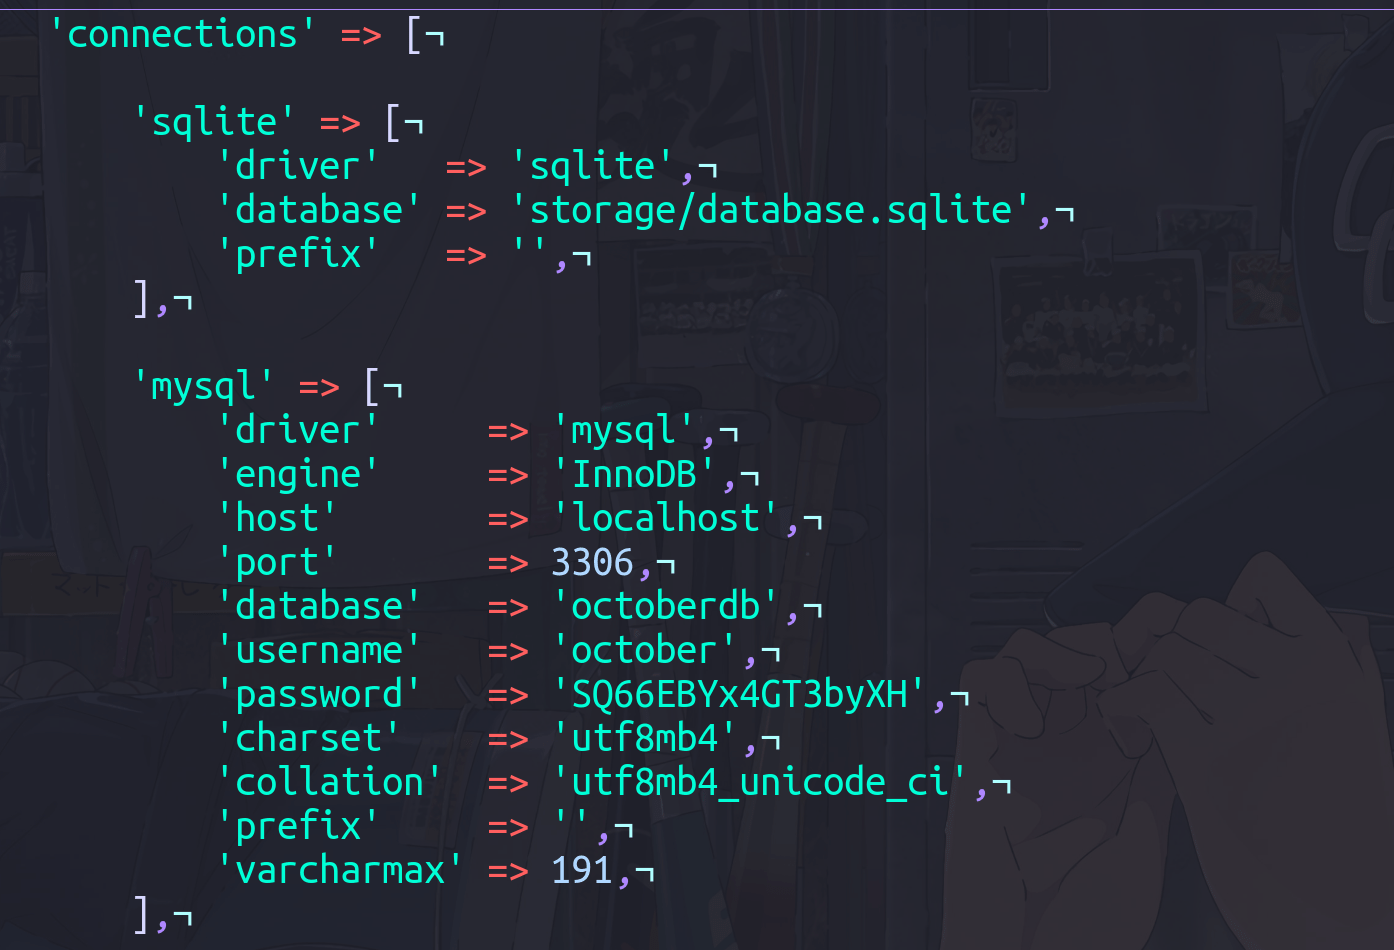 'connections' => [¬
'sqlite' => [¬
'driver' => 'sqlite',¬
'database' => 'storage/database.sqlite',¬
'prefix' => '',¬
],¬
'mysql' => [¬
'driver' => 'mysql',¬
'engine' => 'InnoDB',¬
'host' => 'localhost',¬
'port' => 3306,¬
'database' => 'octoberdb',¬
'username' => 'october',¬
'password' => 'SQ66EBYx4GT3byXH',¬
'charset' => 'utf8mb4',¬
'collation' => 'utf8mb4_unicode_ci',¬
'prefix' => '',¬
'varcharmax' => 191,¬
],¬